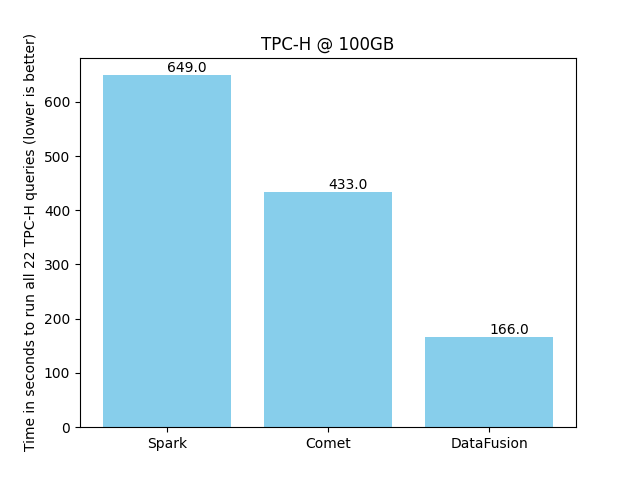 TPC-H @ 100GB
Time in seconds to run all 22 TPC-H queries (lower is better)
600
500
400
300
200
100
0
649.0
433.0
166.0
Spark
Comet
DataFusion